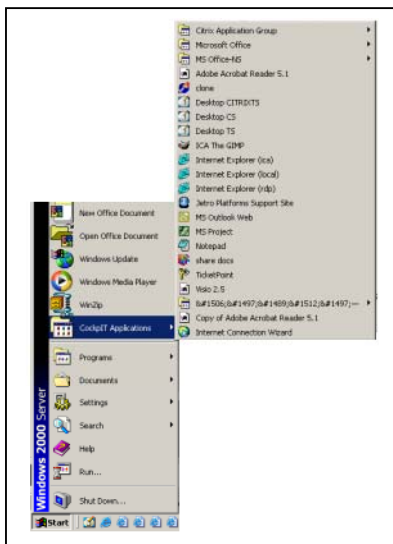 Citrix Application Group
Microsoft Office
MS Office-NS
Adobe Acrobat Reader 5.1
clone
Desktop CITRIXTS
Desktop CS
Desktop TS
ICA The GIMP
Internet Explorer (ica)
Internet Explorer (local)
Internet Explorer (rdp)
Jetro Platforms Support Site
MS Outlook Web
MS Project
Notepad
share docs
TicketPoint
Visio 2.5
&#1506;&#1497;&#1489;&#1512;&#1497;—
Copy of Adobe Acrobat Reader 5.1
Internet Connection Wizard
New Office Document
Open Office Document
Windows Update
Windows Media Player
WinZip
CockpIT Applications
Programs
Documents
Settings
Search
Help
Run...
Shut Down...
Windows 2000 Server
Start